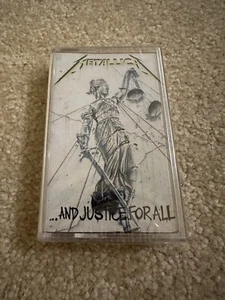 METALLICA
...AND JUSTICE FOR ALL